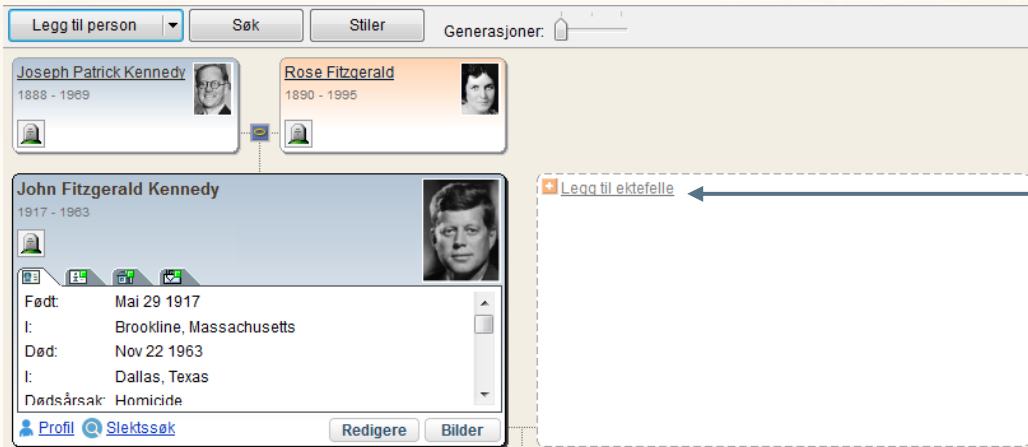 Legg til person
Søk
Stiler
Generasjoner:
Joseph Patrick Kennedy
1888 - 1969
Rose Fitzgerald
1890 - 1995
John Fitzgerald Kennedy
1917 - 1963
Legg til ektefelle
Født: Mai 29 1917
I: Brookline, Massachusetts
Død: Nov 22 1963
I: Dallas, Texas
Dødsårsak: Homicide
Profil Slektssøk Redigere Bilder